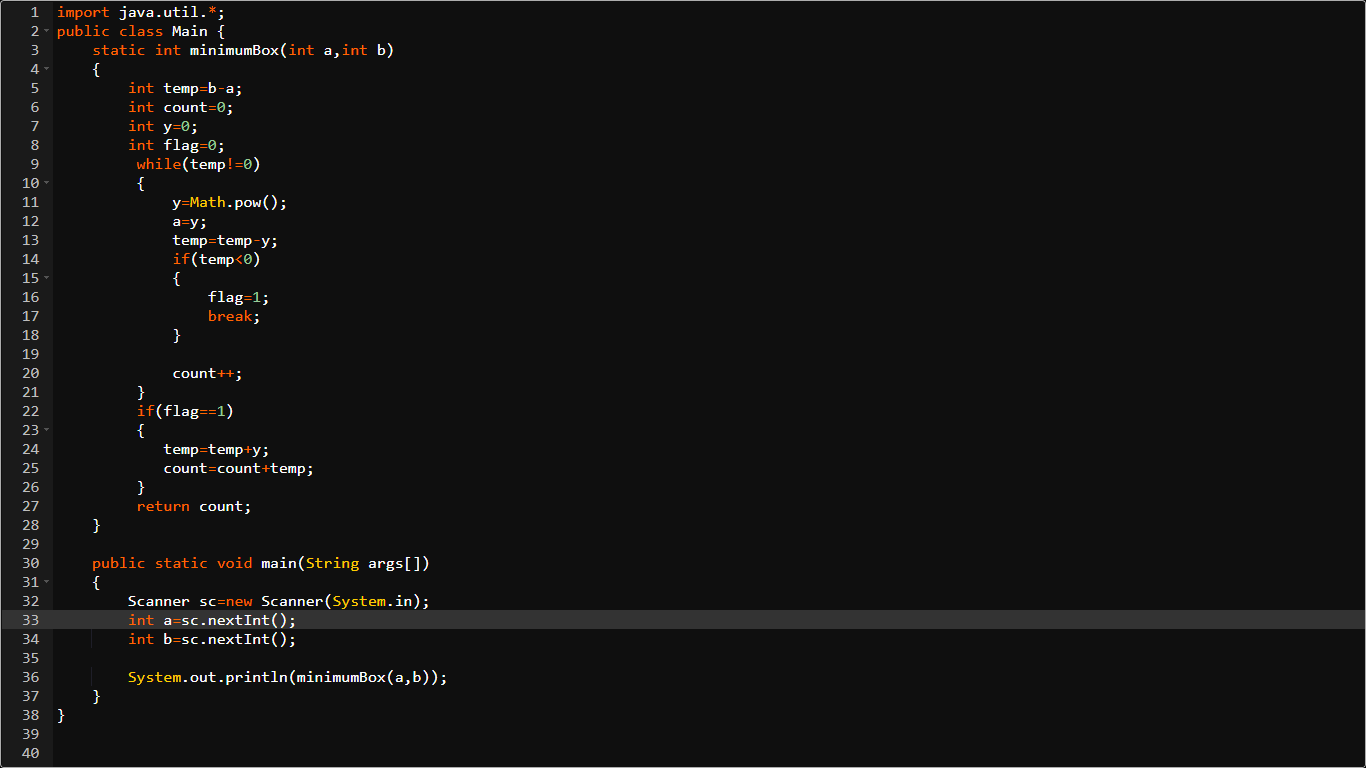 1 import java.util.*;
2 public class Main {
3     static int minimumBox(int a,int b)
4     {
5         int temp=b-a;
6         int count=0;
7         int y=0;
8         int flag=0;
9          while(temp!=0)
10          {
11              y=Math.pow();
12              a=y;
13              temp=temp-y;
14              if(temp<0)
15              {
16                  flag=1;
17                  break;
18              }
19
20              count++;
21          }
22          if(flag==1)
23          {
24             temp=temp+y;
25             count=count+temp;
26          }
27          return count;
28     }
29
30     public static void main(String args[])
31     {
32         Scanner sc=new Scanner(System.in);
33         int a=sc.nextInt();
34         int b=sc.nextInt();
35
36         System.out.println(minimumBox(a,b));
37     }
38 }
39
40